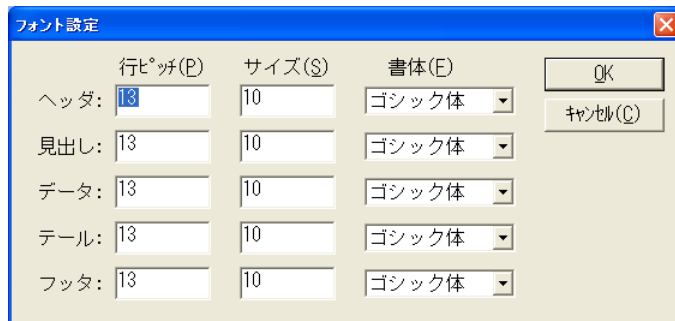 フォント設定
行ﾋﾟｯﾁ(P) サイズ(S) 書体(F)
OK
ｷｬﾝｾﾙ(C)
ヘッダ: 13 10 ゴシック体
見出し: 13 10 ゴシック体
データ: 13 10 ゴシック体
テール: 13 10 ゴシック体
フッタ: 13 10 ゴシック体